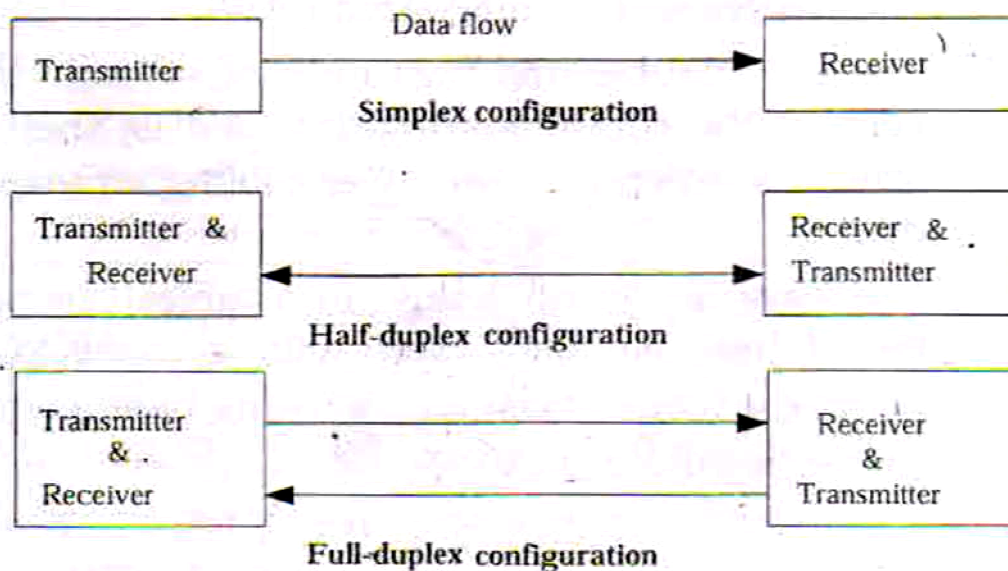 Data flow
Transmitter
Receiver
Simplex configuration
Transmitter &
Receiver
Receiver &
Transmitter
Half-duplex configuration
Transmitter
&
Receiver
Receiver
&
Transmitter
Full-duplex configuration